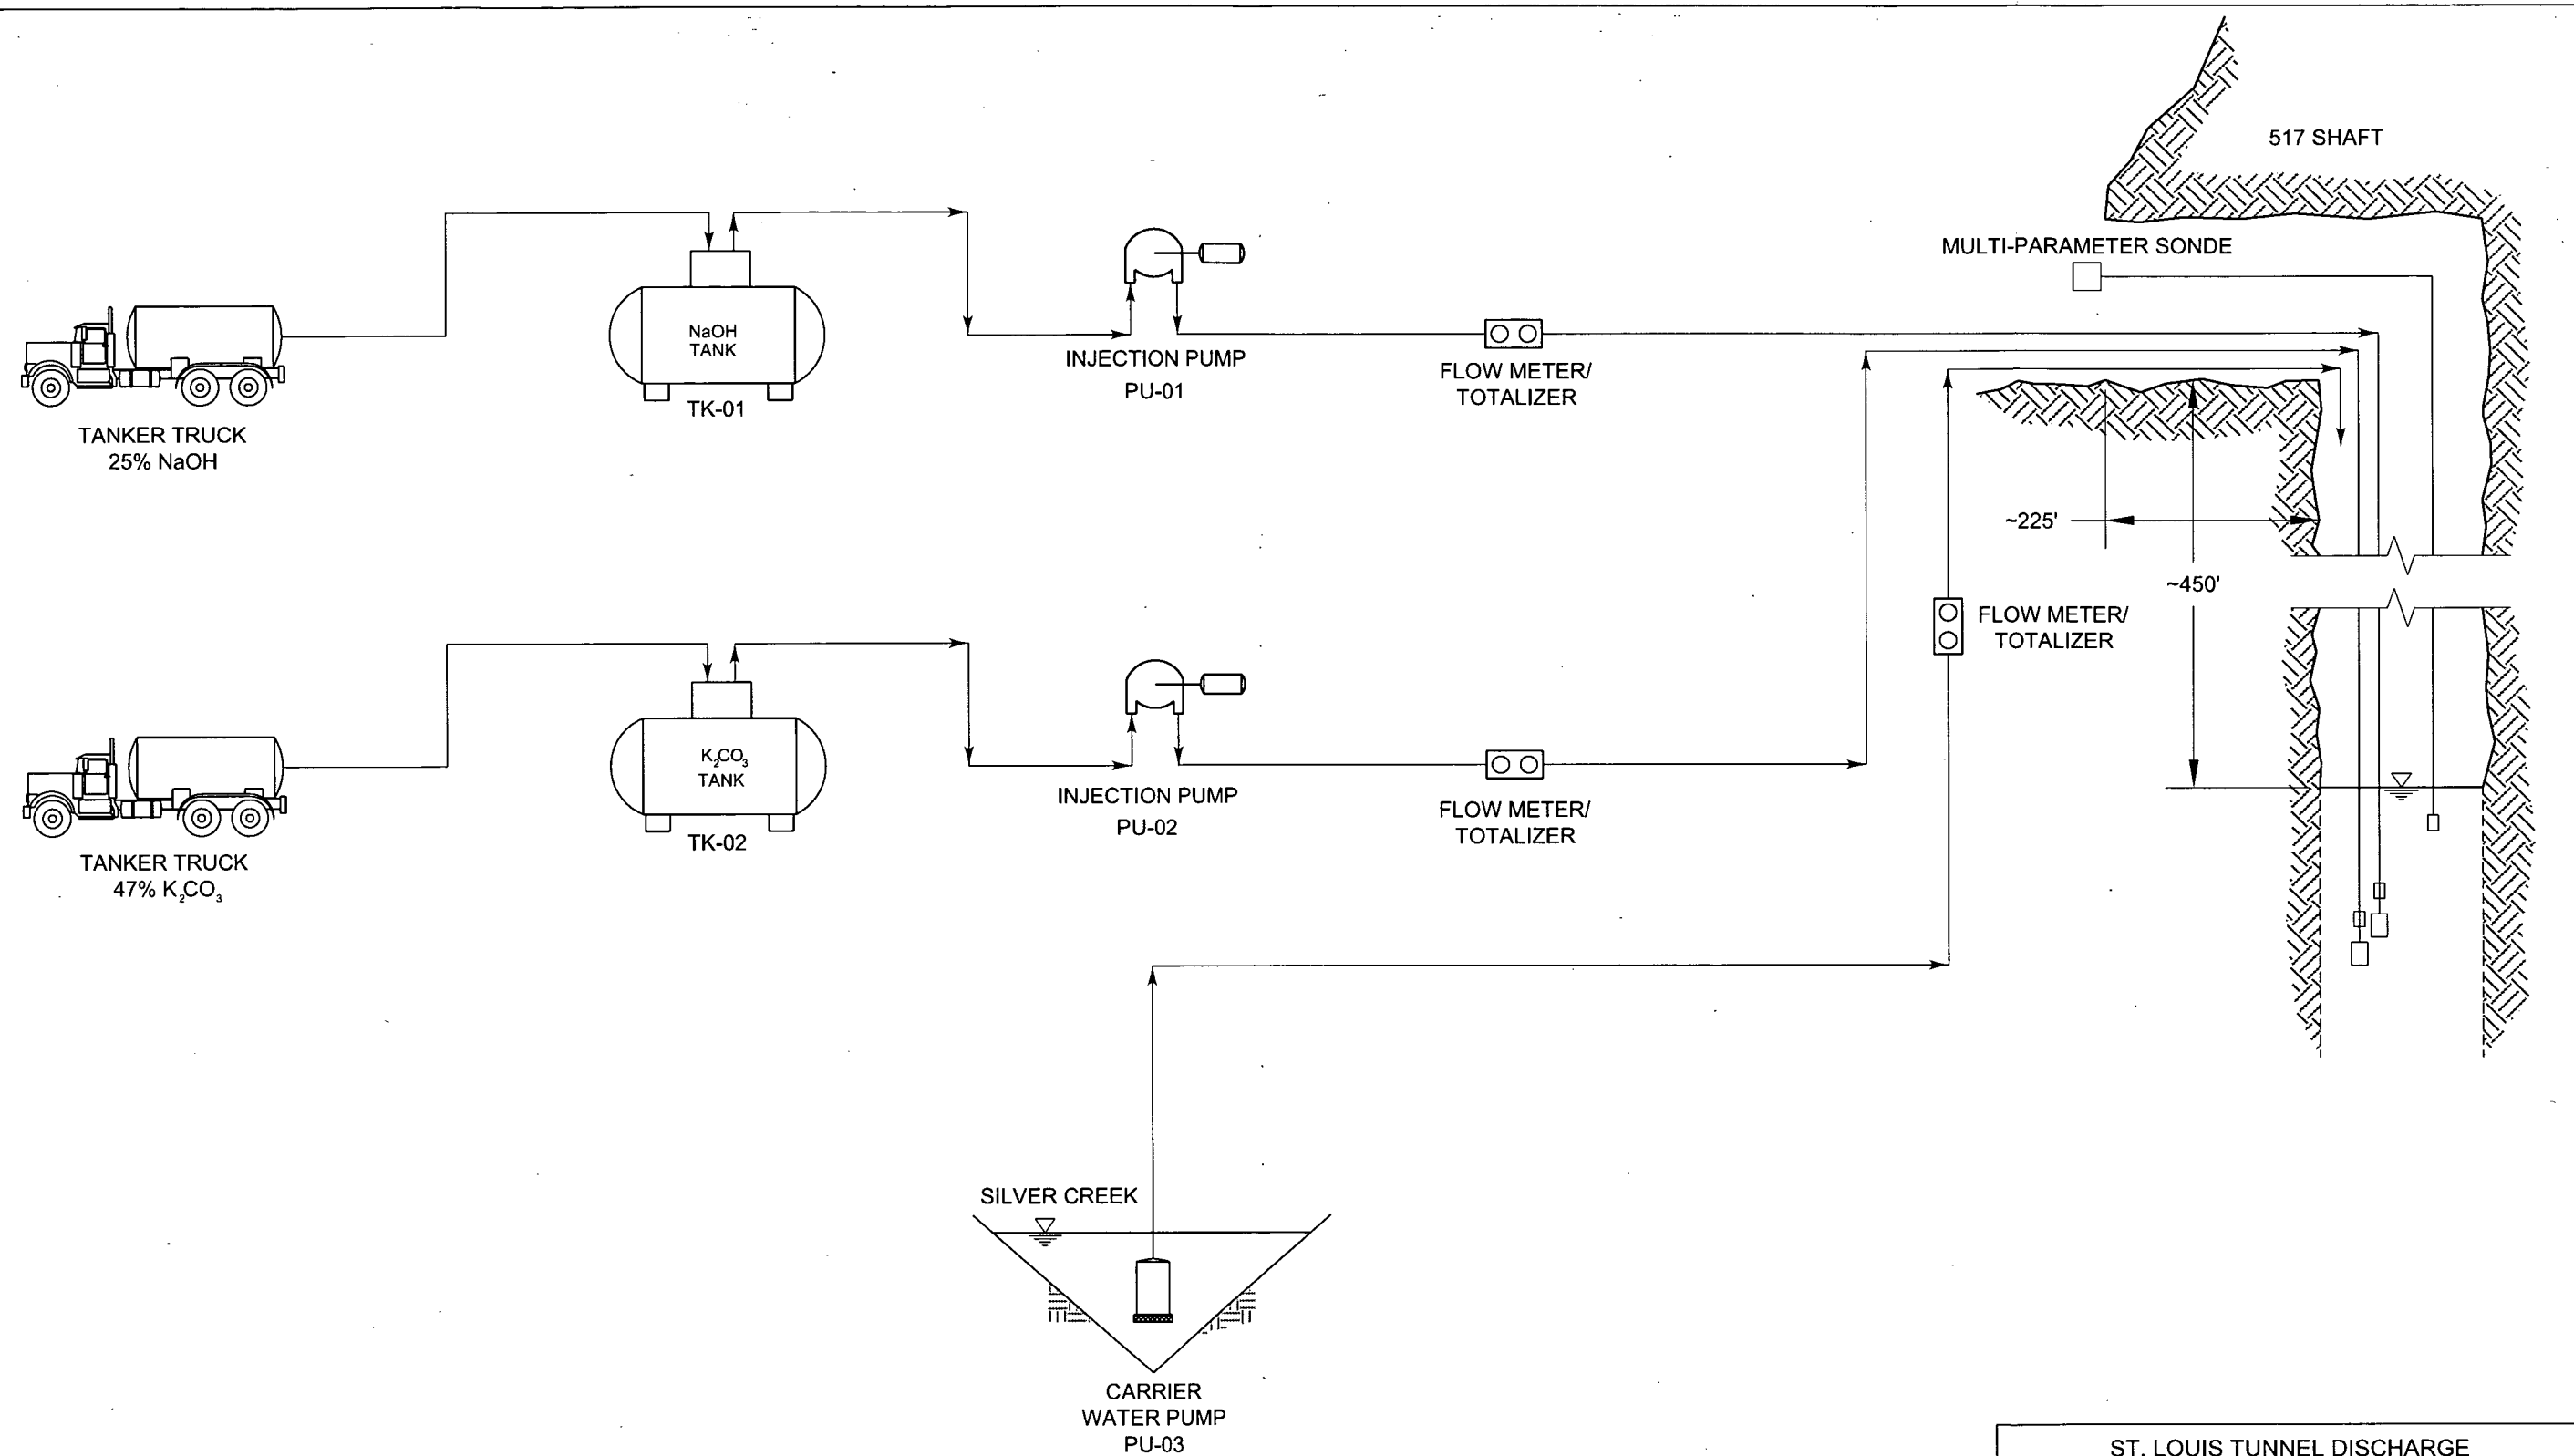 517 SHAFT
MULTI-PARAMETER SONDE
NaOH
TANK
TK-01
INJECTION PUMP
PU-01
FLOW METER/
TOTALIZER
TANKER TRUCK
25% NaOH
~225'
~450'
FLOW METER/
TOTALIZER
K₂CO₃
TANK
TK-02
INJECTION PUMP
PU-02
FLOW METER/
TOTALIZER
TANKER TRUCK
47% K₂CO₃
SILVER CREEK
CARRIER
WATER PUMP
PU-03
ST. LOUIS TUNNEL DISCHARGE